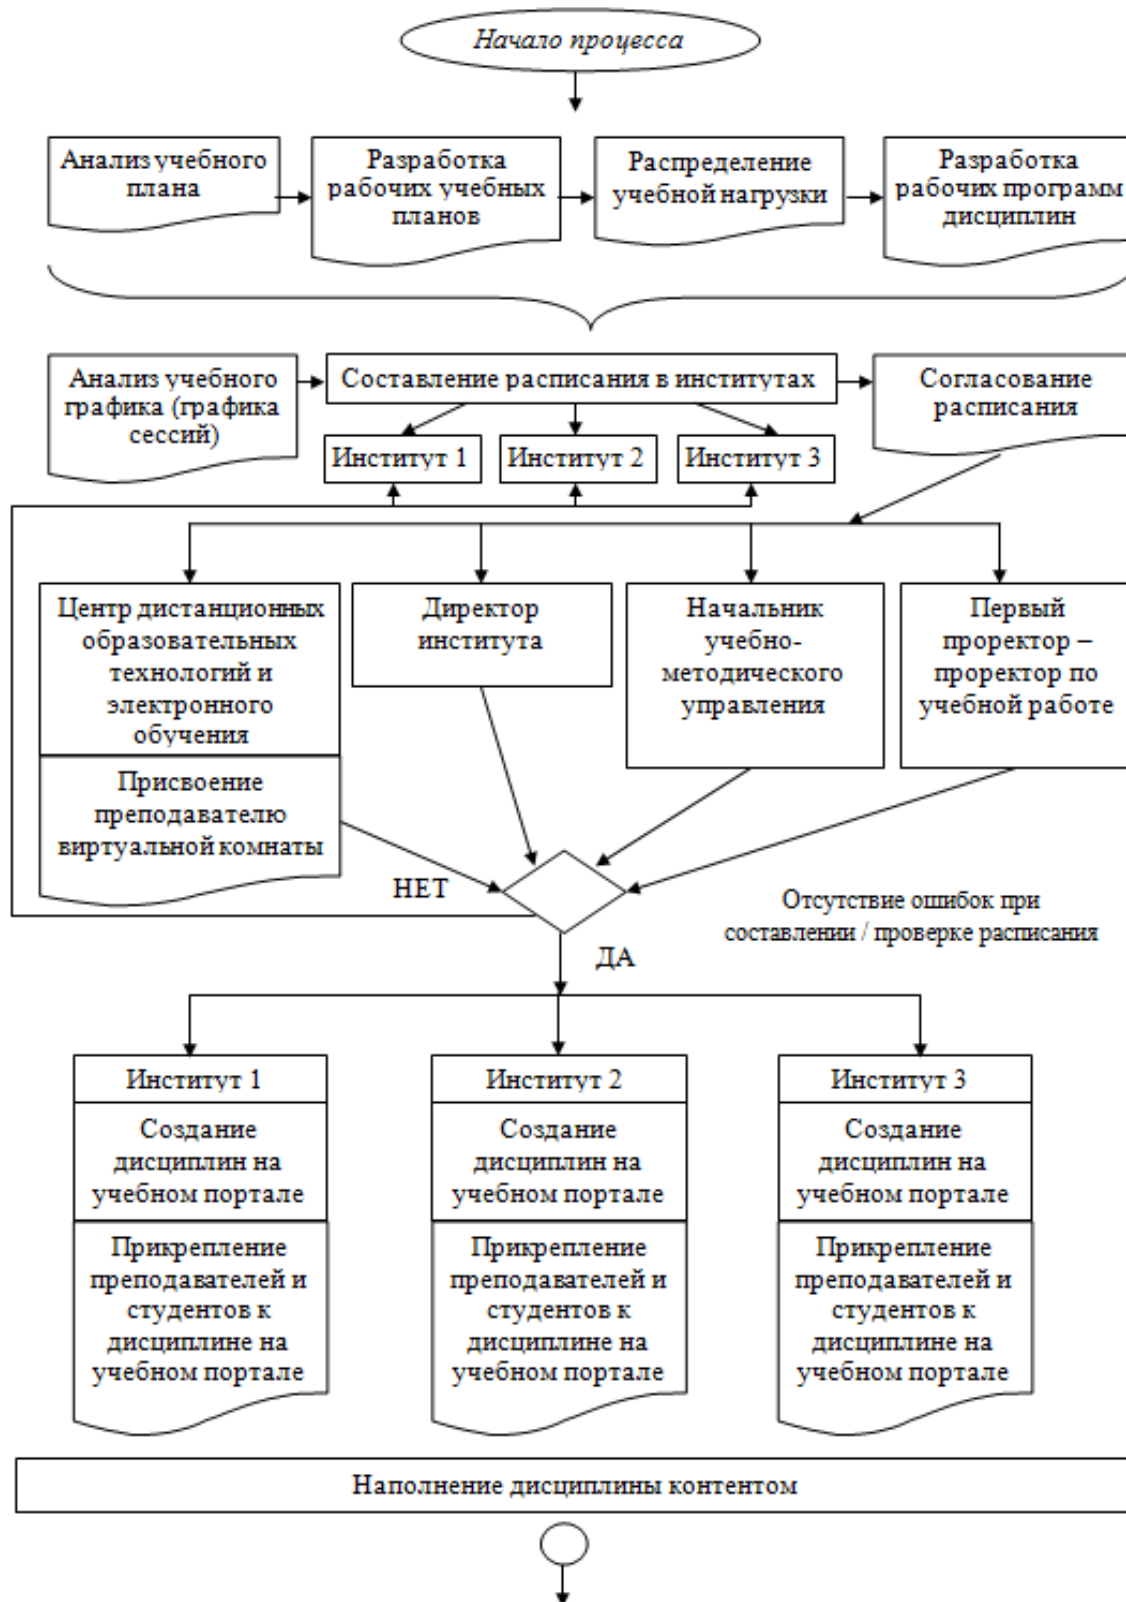 Начало процесса
Анализ учебного
плана
Разработка
рабочих учебных
планов
Распределение
учебной нагрузки
Разработка
рабочих программ
дисциплин
Анализ учебного
графика (графика
сессий)
Составление расписания в институтах
Согласование
расписания
Институт 1
Институт 2
Институт 3
Центр дистанционных
образовательных
технологий и
электронного
обучения
Директор
института
Начальник
учебно-
методического
управления
Первый
проректор –
проректор по
учебной работе
Присвоение
преподавателю
виртуальной комнаты
НЕТ
Отсутствие ошибок при
составлении / проверке расписания
ДА
Институт 1
Создание
дисциплин на
учебном портале
Прикрепление
преподавателей и
студентов к
дисциплине на
учебном портале
Институт 2
Создание
дисциплин на
учебном портале
Прикрепление
преподавателей и
студентов к
дисциплине на
учебном портале
Институт 3
Создание
дисциплин на
учебном портале
Прикрепление
преподавателей и
студентов к
дисциплине на
учебном портале
Наполнение дисциплины контентом